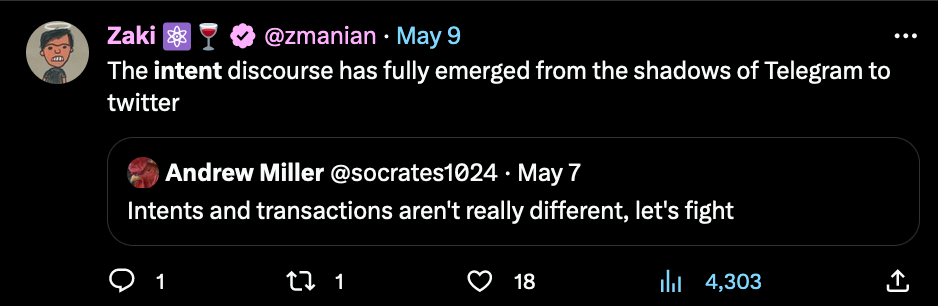 Zaki ⚛️🍷 @zmanian · May 9
The intent discourse has fully emerged from the shadows of Telegram to
twitter
Andrew Miller @socrates1024 · May 7
Intents and transactions aren't really different, let's fight
1 1 18 4,303